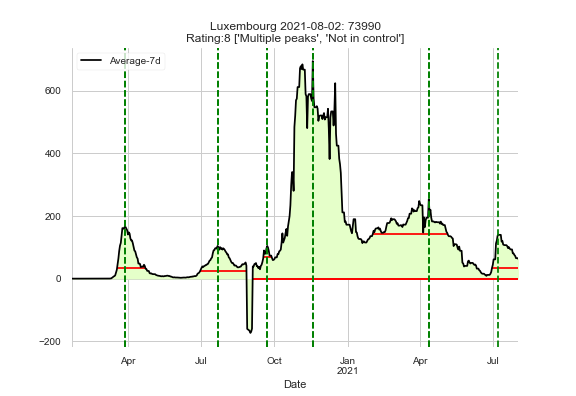 Luxembourg 2021-08-02: 73990
Rating:8 ['Multiple peaks', 'Not in control']
Average-7d
600
400
200
0
−200
Apr
Jul
Oct
Jan
2021
Apr
Jul
Date